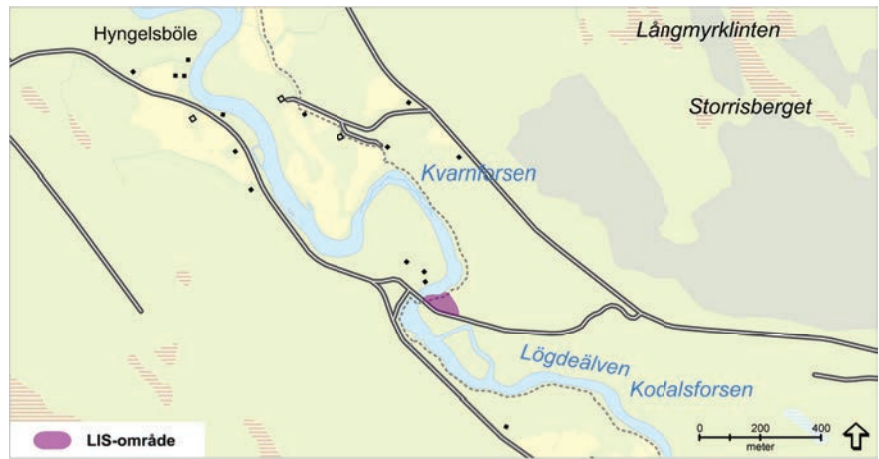 Hyngelsböle
Långmyrklinten
Storrisberget
Kvarnforsen
Lögdeälven
Kodalsforsen
LIS-område
0 200 400
meter